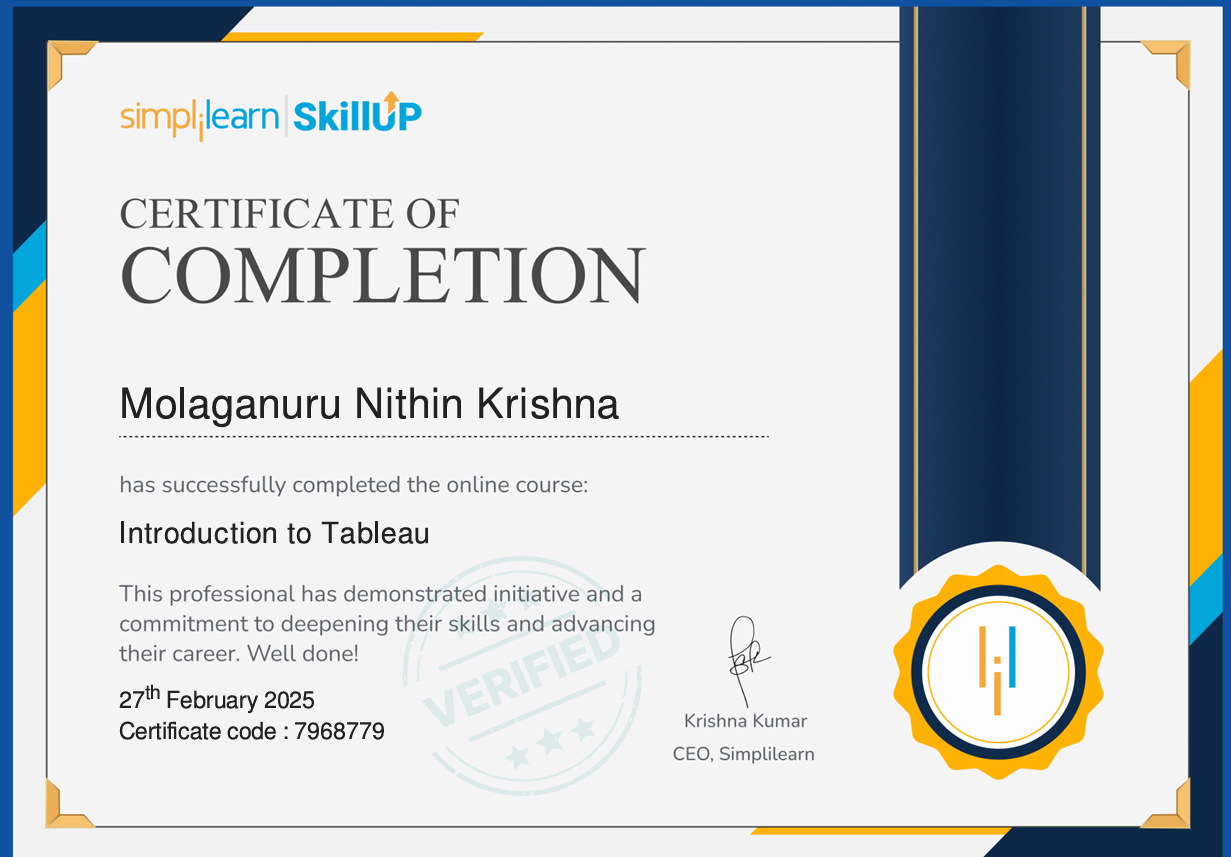 simplilearn | SkillUP
CERTIFICATE OF
COMPLETION
Molaganuru Nithin Krishna
has successfully completed the online course:
Introduction to Tableau
This professional has demonstrated initiative and a
commitment to deepening their skills and advancing
their career. Well done!
27th February 2025
Certificate code : 7968779
VERIFIED
Krishna Kumar
CEO, Simplilearn